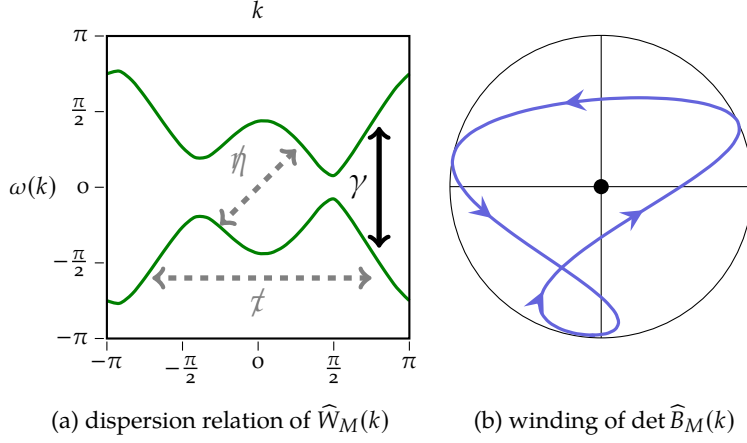 k
π
π/2
0
−π/2
−π
ω(k)
η
γ
τ
−π
−π/2
0
π/2
π
(a) dispersion relation of Ŵ_M(k)
(b) winding of det B̂_M(k)